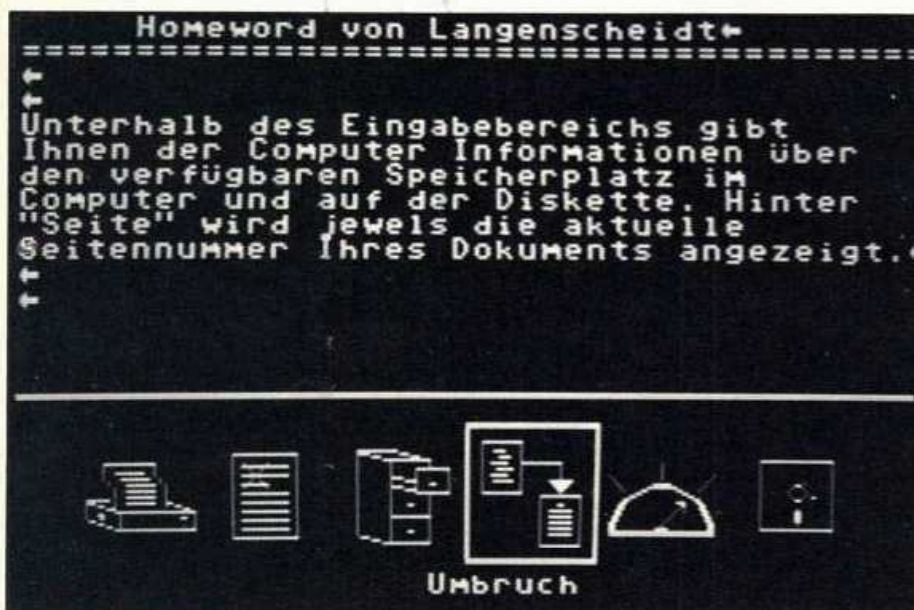 Homeword von Langenscheidt←
========================================
←
←
Unterhalb des Eingabebereichs gibt
Ihnen der Computer Informationen über
den verfügbaren Speicherplatz im
Computer und auf der Diskette. Hinter
"Seite" wird jewels die aktuelle
Seitennummer Ihres Dokuments angezeigt.←
←
←
Umbruch